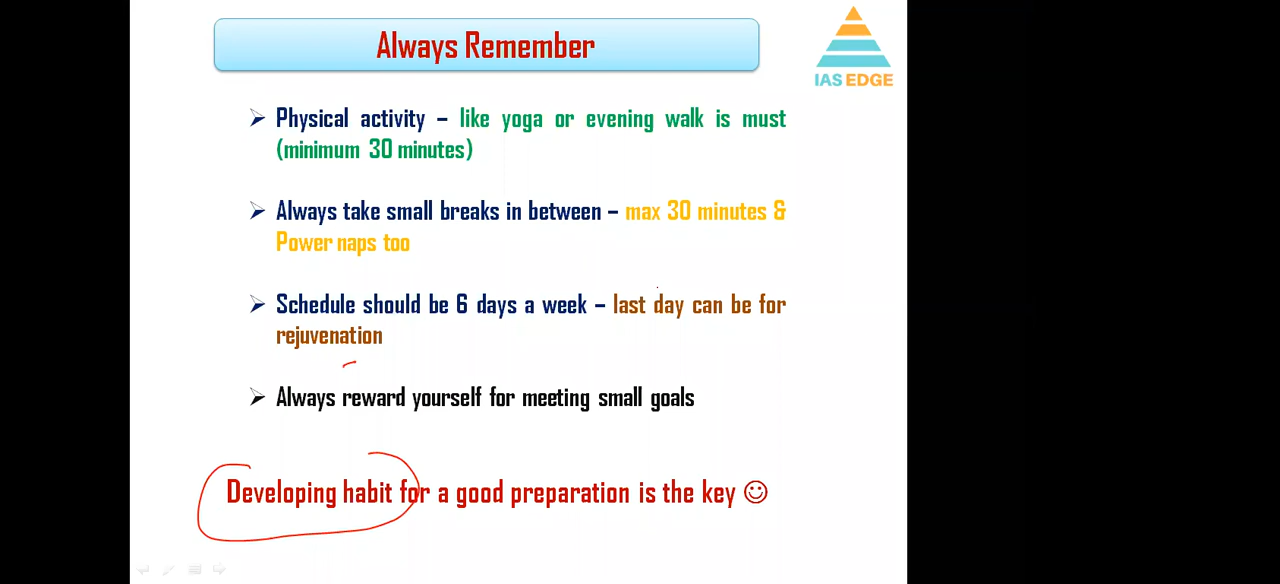 Always Remember
IAS EDGE
➢ Physical activity – like yoga or evening walk is must
(minimum 30 minutes)
➢ Always take small breaks in between – max 30 minutes &
Power naps too
➢ Schedule should be 6 days a week – last day can be for
rejuvenation
➢ Always reward yourself for meeting small goals
Developing habit for a good preparation is the key ☺